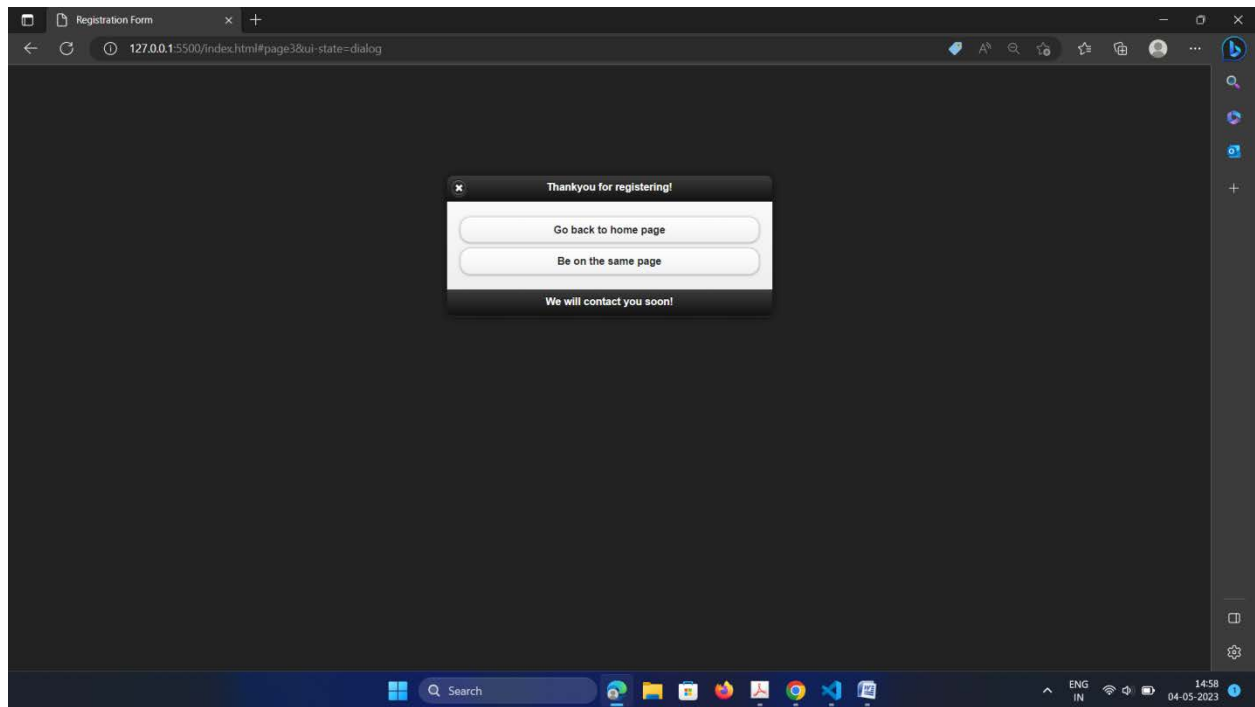 Registration Form
127.0.0.1:5500/index.html#page3&ui-state=dialog
Thankyou for registering!
Go back to home page
Be on the same page
We will contact you soon!
Search
ENG
IN
14:58
04-05-2023
1